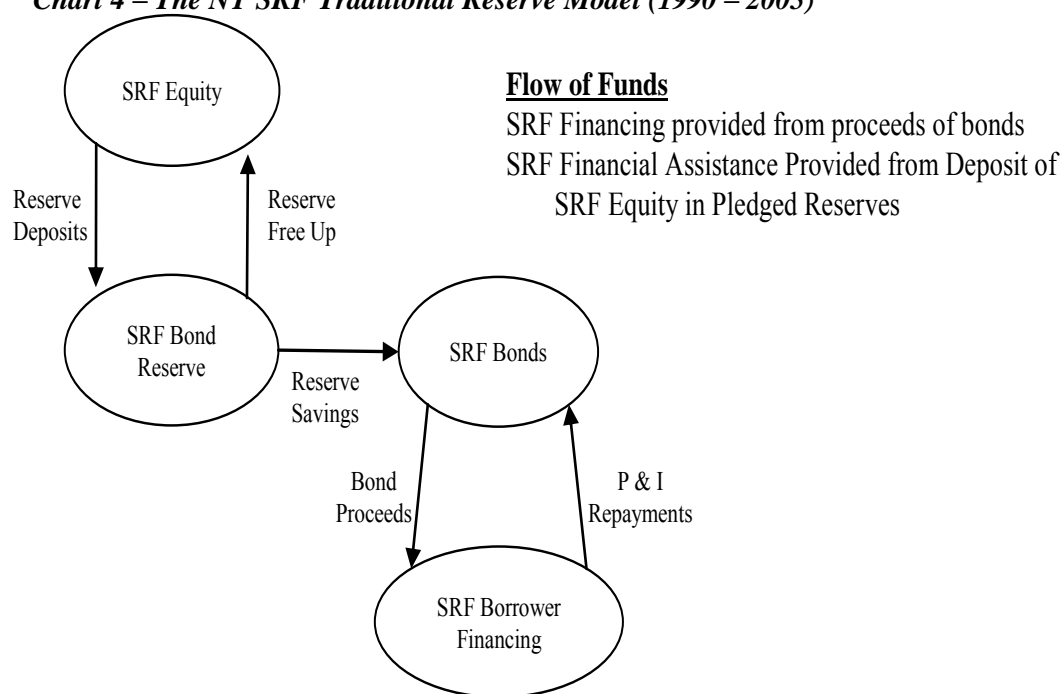 Chart 4 – The NY SRF Traditional Reserve Model (1990 – 2003)
SRF Equity
Flow of Funds
SRF Financing provided from proceeds of bonds
SRF Financial Assistance Provided from Deposit of
SRF Equity in Pledged Reserves
Reserve
Deposits
Reserve
Free Up
SRF Bond
Reserve
SRF Bonds
Reserve
Savings
Bond
Proceeds
P & I
Repayments
SRF Borrower
Financing